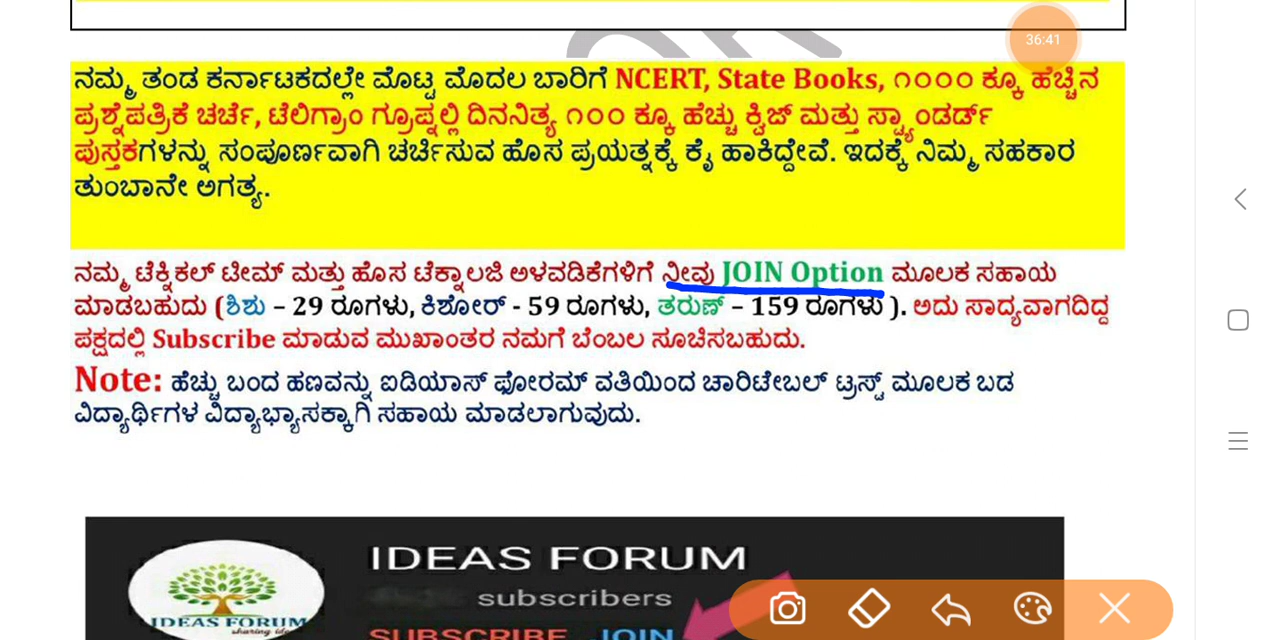 36:41
ನಮ್ಮ ತಂಡ ಕರ್ನಾಟಕದಲ್ಲೇ ಮೊಟ್ಟ ಮೊದಲ ಬಾರಿಗೆ NCERT, State Books, ೧೦೦೦ ಕ್ಕೂ ಹೆಚ್ಚಿನ
ಪ್ರಶ್ನೆಪತ್ರಿಕೆ ಚರ್ಚೆ, ಟೆಲಿಗ್ರಾಂ ಗ್ರೂಪ್ನಲ್ಲಿ ದಿನನಿತ್ಯ ೧೦೦ ಕ್ಕೂ ಹೆಚ್ಚು ಕ್ವಿಜ್ ಮತ್ತು ಸ್ಟ್ಯಾಂಡರ್ಡ್
ಪುಸ್ತಕಗಳನ್ನು ಸಂಪೂರ್ಣವಾಗಿ ಚರ್ಚಿಸುವ ಹೊಸ ಪ್ರಯತ್ನಕ್ಕೆ ಕೈ ಹಾಕಿದ್ದೇವೆ. ಇದಕ್ಕೆ ನಿಮ್ಮ ಸಹಕಾರ
ತುಂಬಾನೇ ಅಗತ್ಯ.
ನಮ್ಮ ಟೆಕ್ನಿಕಲ್ ಟೀಮ್ ಮತ್ತು ಹೊಸ ಟೆಕ್ನಾಲಜಿ ಅಳವಡಿಕೆಗಳಿಗೆ ನೀವು JOIN Option ಮೂಲಕ ಸಹಾಯ
ಮಾಡಬಹುದು (ಶಿಶು – 29 ರೂಗಳು, ಕಿಶೋರ್ - 59 ರೂಗಳು, ತರುಣ್ – 159 ರೂಗಳು ). ಅದು ಸಾದ್ಯವಾಗದಿದ್ದ
ಪಕ್ಷದಲ್ಲಿ Subscribe ಮಾಡುವ ಮುಖಾಂತರ ನಮಗೆ ಬೆಂಬಲ ಸೂಚಿಸಬಹುದು.
Note: ಹೆಚ್ಚು ಬಂದ ಹಣವನ್ನು ಐಡಿಯಾಸ್ ಫೋರಮ್ ವತಿಯಿಂದ ಚಾರಿಟೇಬಲ್ ಟ್ರಸ್ಟ್ ಮೂಲಕ ಬಡ
ವಿದ್ಯಾರ್ಥಿಗಳ ವಿದ್ಯಾಭ್ಯಾಸಕ್ಕಾಗಿ ಸಹಾಯ ಮಾಡಲಾಗುವುದು.
IDEAS FORUM
subscribers
IDEAS FORUM
SUBSCRIBE JOIN